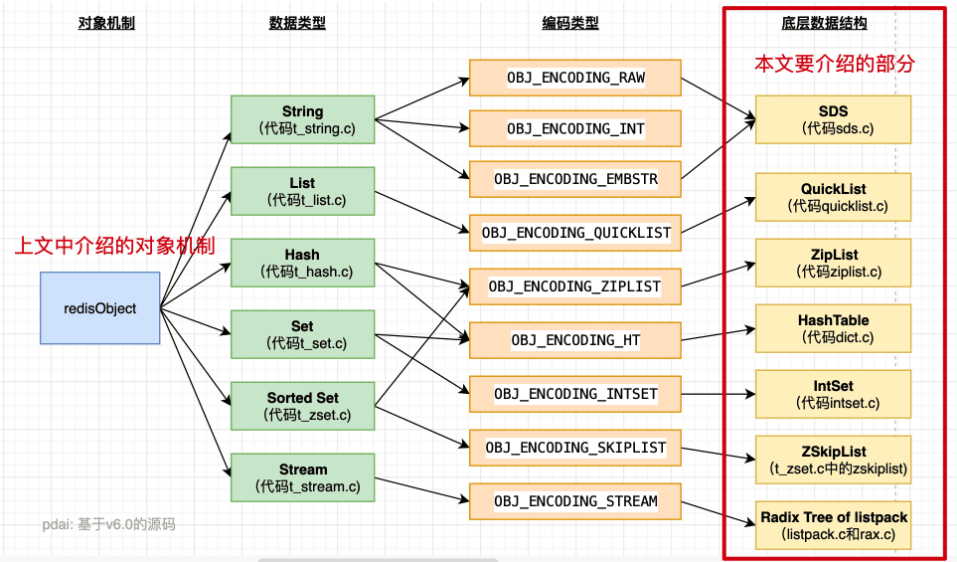 对象机制
数据类型
编码类型
底层数据结构
本文要介绍的部分
上文中介绍的对象机制
redisObject
String
（代码t_string.c）
List
（代码t_list.c）
Hash
（代码t_hash.c）
Set
（代码t_set.c）
Sorted Set
（代码t_zset.c）
Stream
（代码t_stream.c）
OBJ_ENCODING_RAW
OBJ_ENCODING_INT
OBJ_ENCODING_EMBSTR
OBJ_ENCODING_QUICKLIST
OBJ_ENCODING_ZIPLIST
OBJ_ENCODING_HT
OBJ_ENCODING_INTSET
OBJ_ENCODING_SKIPLIST
OBJ_ENCODING_STREAM
SDS
（代码sds.c）
QuickList
（代码quicklist.c）
ZipList
（代码ziplist.c）
HashTable
（代码dict.c）
IntSet
（代码intset.c）
ZSkipList
（t_zset.c中的zskiplist）
Radix Tree of listpack
（listpack.c和rax.c）
pdai: 基于v6.0的源码